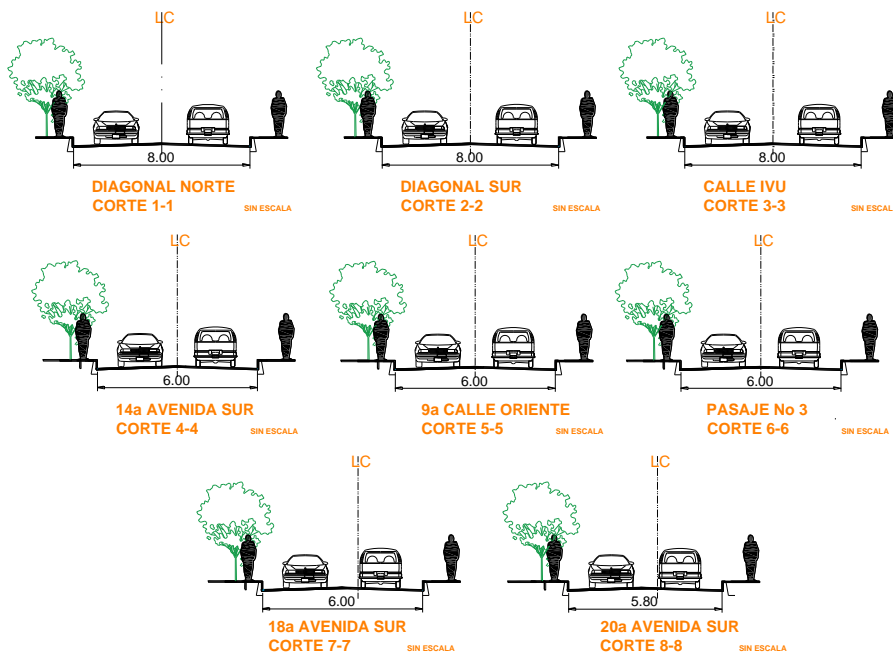 LC
LC
LC
8.00
8.00
8.00
DIAGONAL NORTE
CORTE 1-1
SIN ESCALA
DIAGONAL SUR
CORTE 2-2
SIN ESCALA
CALLE IVU
CORTE 3-3
SIN ESCALA
LC
LC
LC
6.00
6.00
6.00
14a AVENIDA SUR
CORTE 4-4
SIN ESCALA
9a CALLE ORIENTE
CORTE 5-5
SIN ESCALA
PASAJE No 3
CORTE 6-6
SIN ESCALA
LC
LC
6.00
5.80
18a AVENIDA SUR
CORTE 7-7
SIN ESCALA
20a AVENIDA SUR
CORTE 8-8
SIN ESCALA